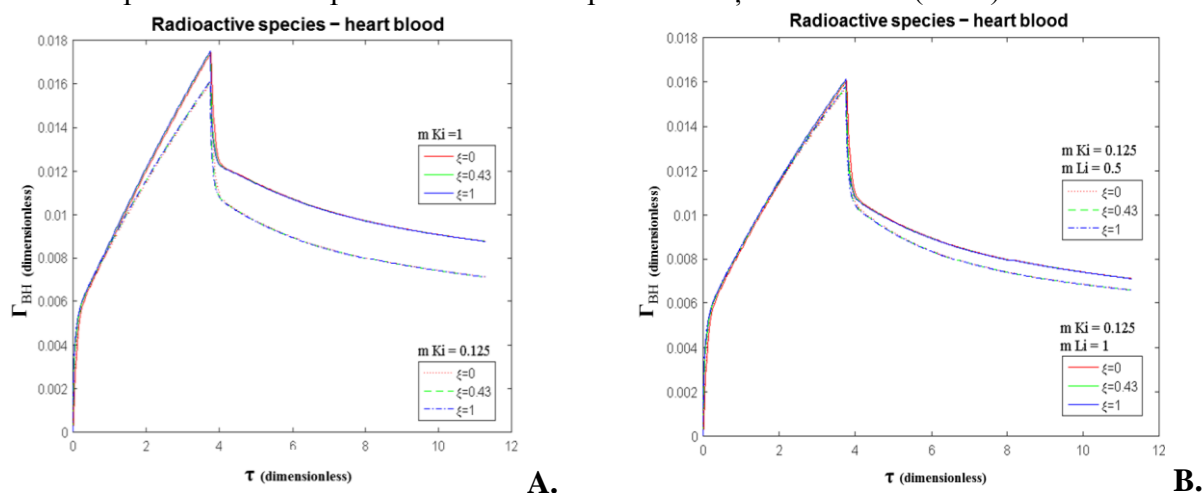 Radioactive species – heart blood
0.018
0.016
0.014
0.012
0.01
0.008
0.006
0.004
0.002
0
0 2 4 6 8 10 12
ΓBH (dimensionless)
τ (dimensionless)
m Ki =1
ξ=0
ξ=0.43
ξ=1
m Ki = 0.125
ξ=0
ξ=0.43
ξ=1
A.
Radioactive species – heart blood
0.018
0.016
0.014
0.012
0.01
0.008
0.006
0.004
0.002
0
0 2 4 6 8 10 12
ΓBH (dimensionless)
τ (dimensionless)
m Ki = 0.125
m Li = 0.5
ξ=0
ξ=0.43
ξ=1
m Ki = 0.125
m Li = 1
ξ=0
ξ=0.43
ξ=1
B.